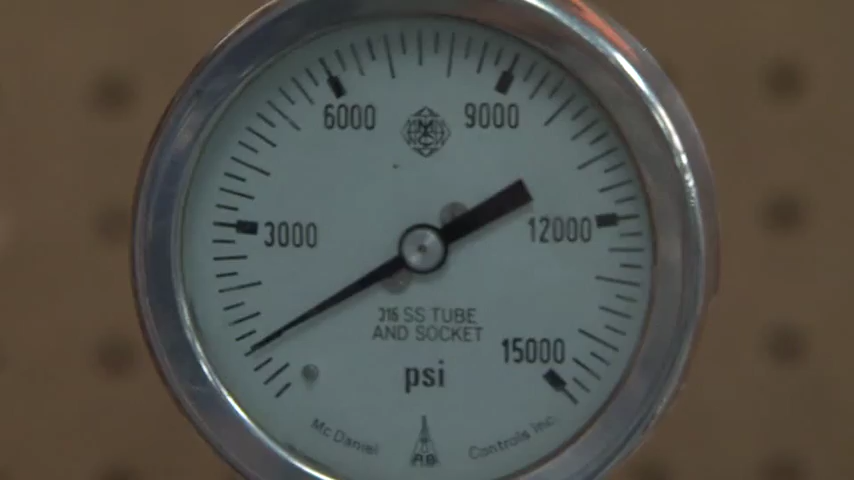 6000 9000
3000 12000
316 SS TUBE
AND SOCKET
15000
psi
Mc Daniel Controls Inc.